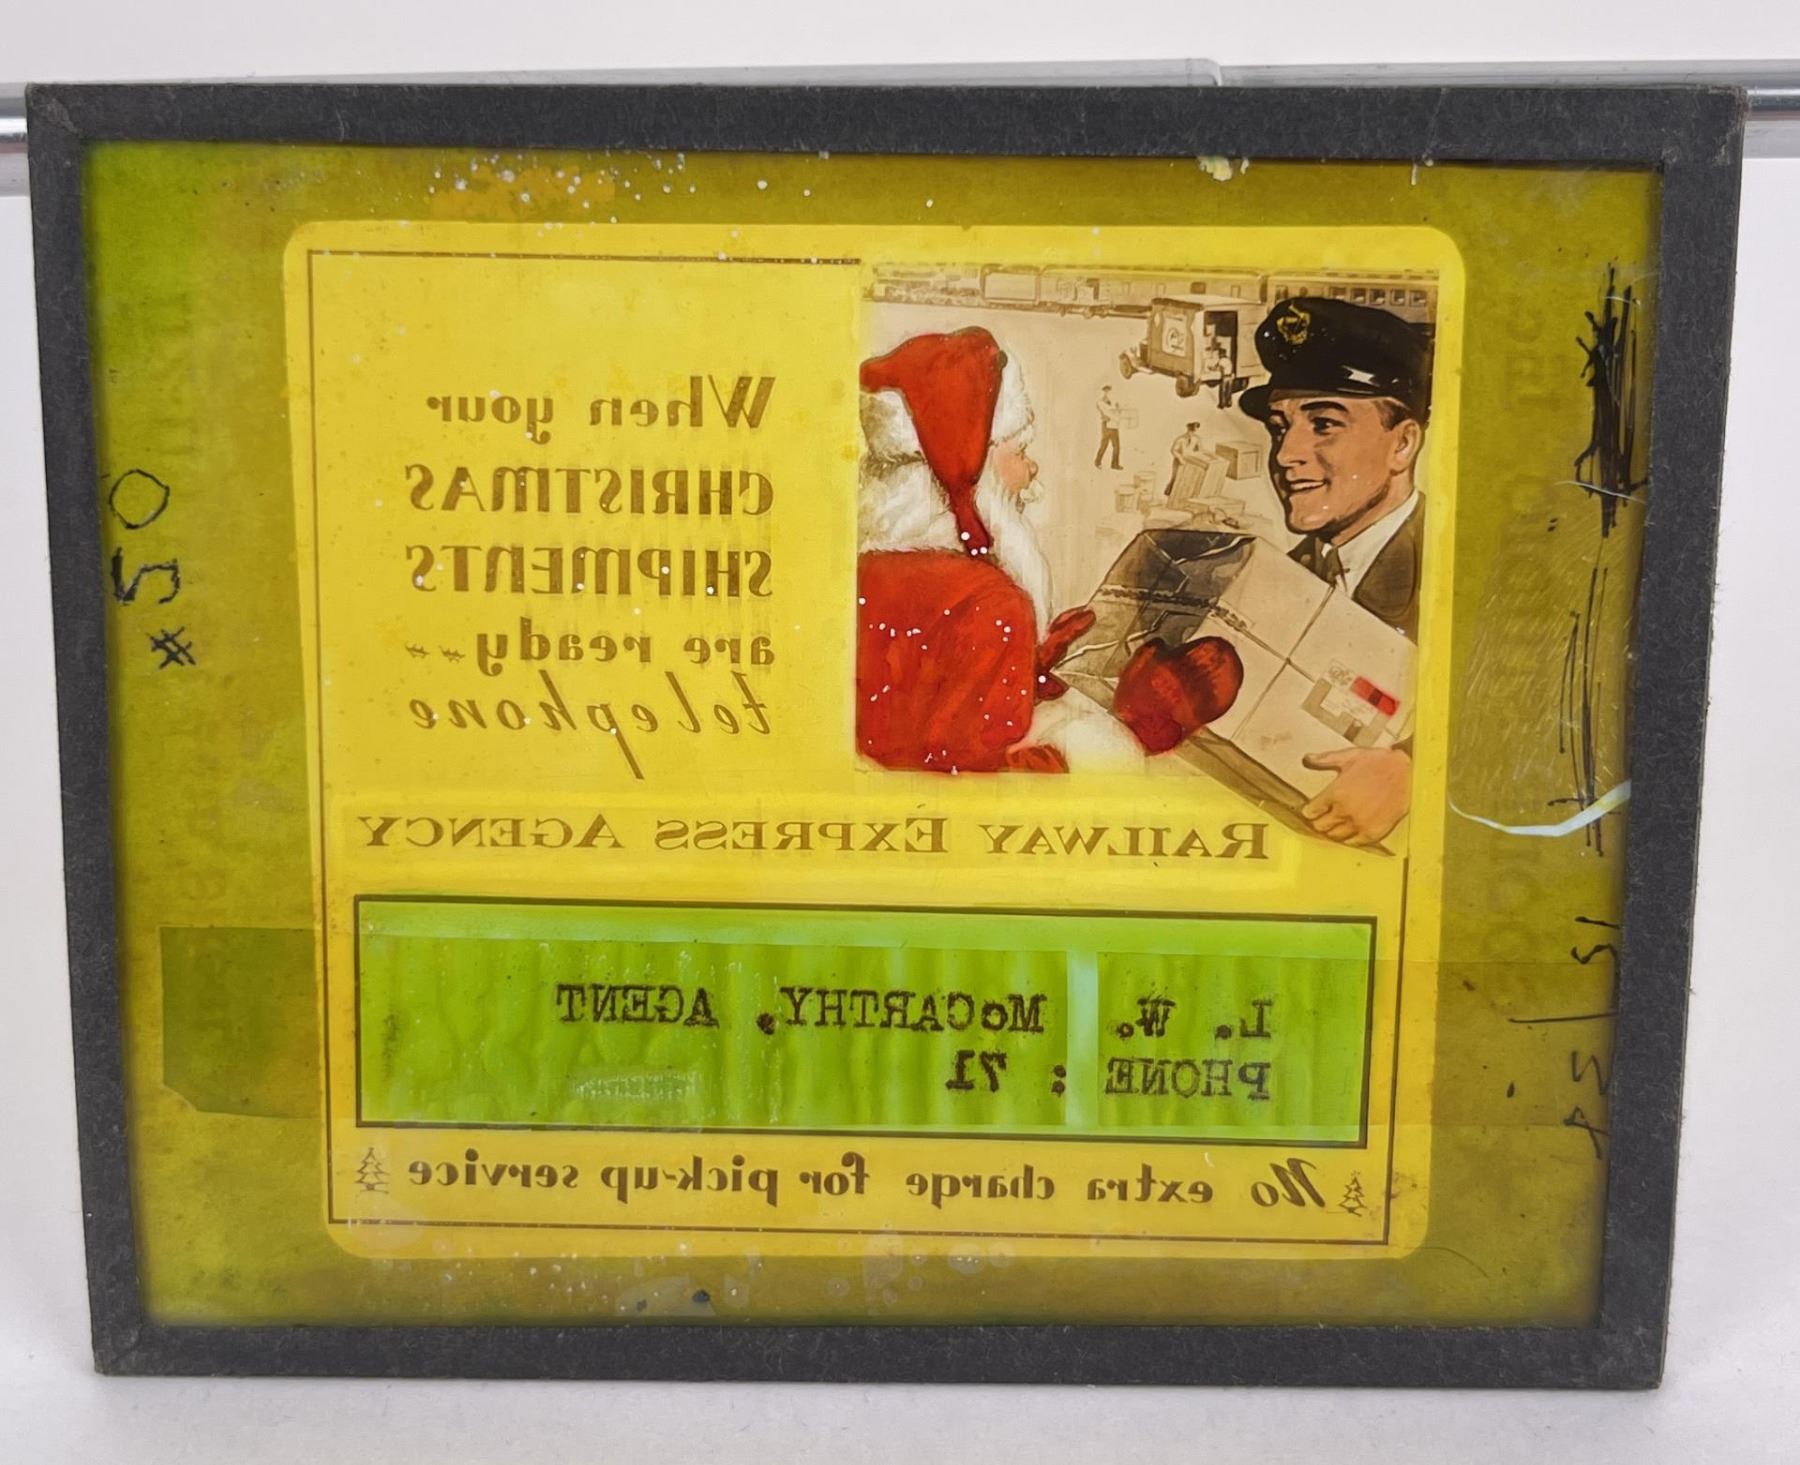 When your
CHRISTMAS
SHIPMENTS
are ready **
telephone
RAILWAY EXPRESS AGENCY
L. W. McCARTHY, AGENT
PHONE : 71
No extra charge for pick-up service
#50